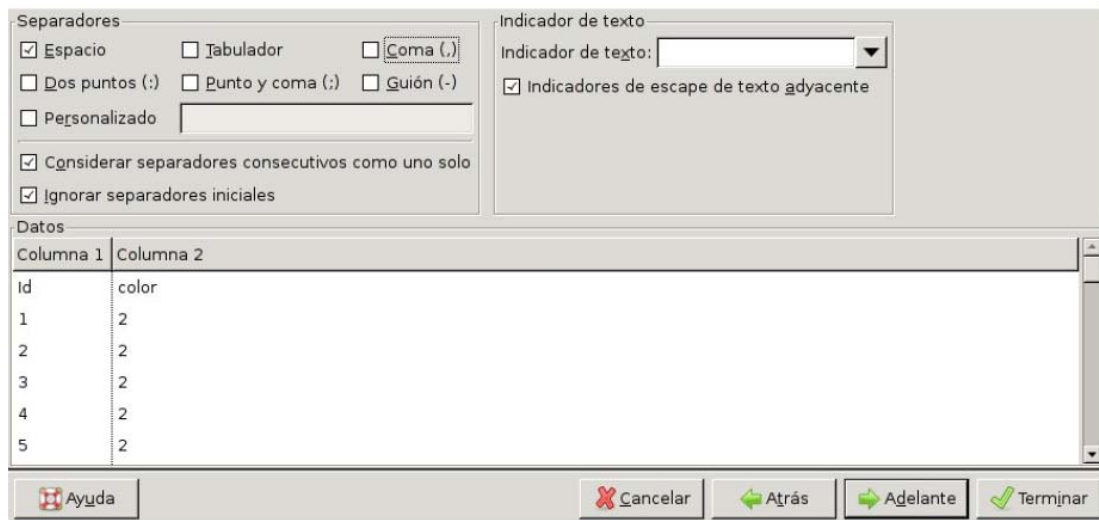 Separadores
Espacio Tabulador Coma (,)
Dos puntos (:) Punto y coma (;) Guión (-)
Personalizado
Considerar separadores consecutivos como uno solo
Ignorar separadores iniciales
Indicador de texto
Indicador de texto:
Indicadores de escape de texto adyacente
Datos
Columna 1 Columna 2
Id color
1 2
2 2
3 2
4 2
5 2
Ayuda Cancelar Atrás Adelante Terminar